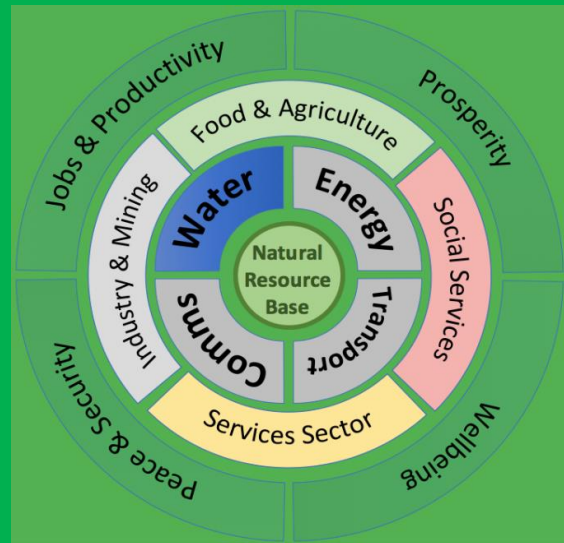 Jobs & Productivity
Prosperity
Food & Agriculture
Industry & Mining
Social Services
Water
Energy
Natural
Resource
Base
Comms
Transport
Services Sector
Peace & Security
Wellbeing